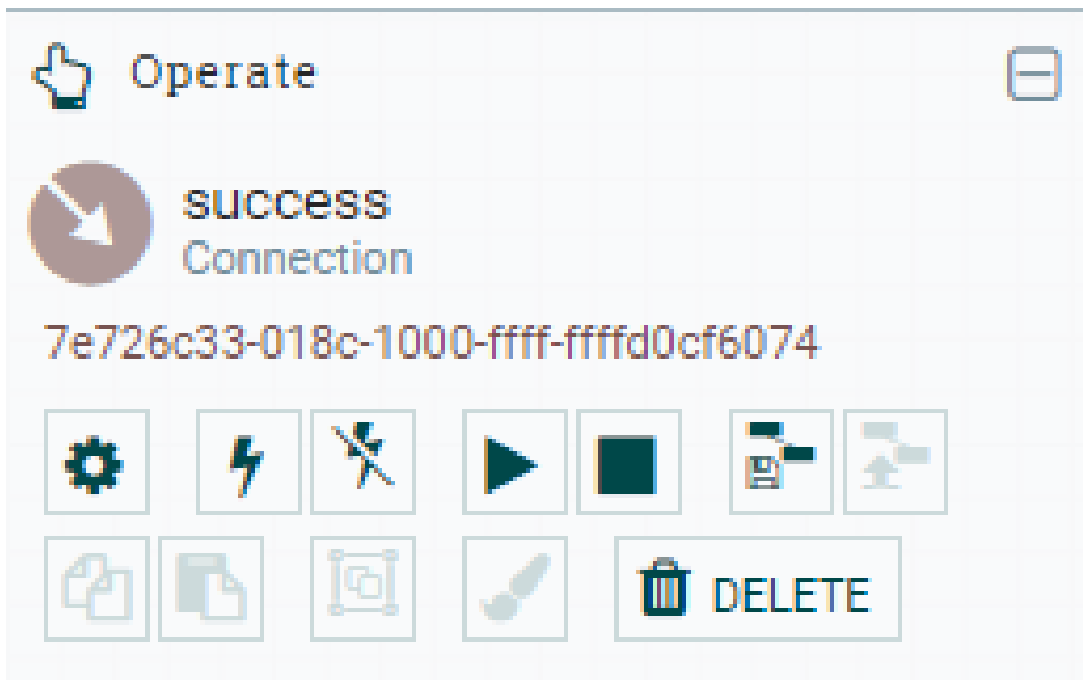 Operate
success
Connection
7e726c33-018c-1000-ffff-ffffd0cf6074
DELETE